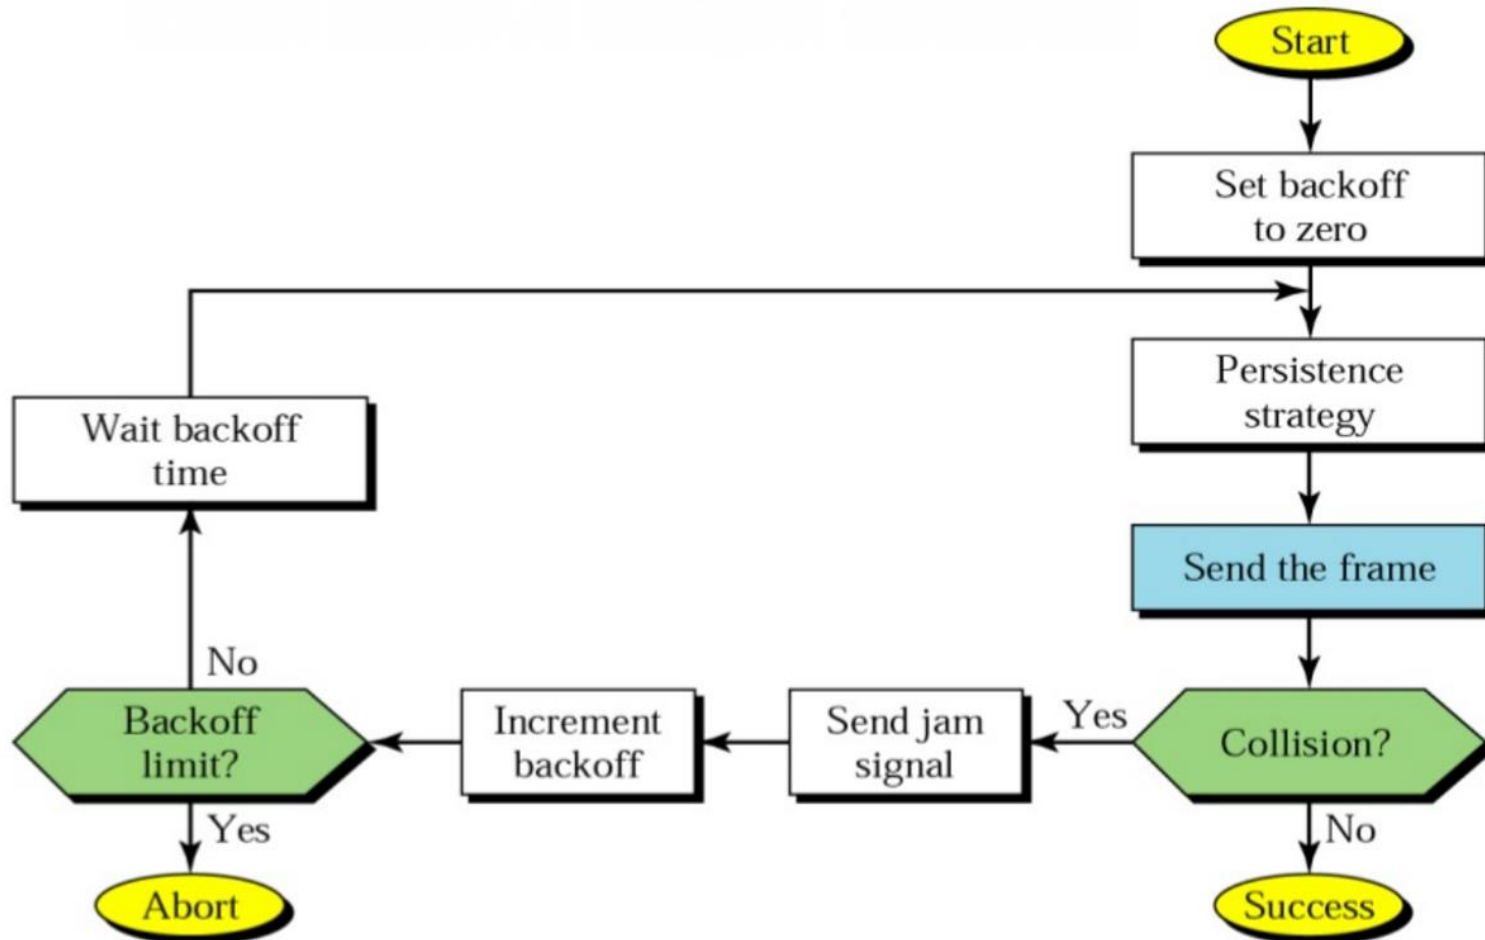 Start
Set backoff
to zero
Persistence
strategy
Wait backoff
time
Send the frame
No
Backoff
limit?
Increment
backoff
Send jam
signal
Yes
Collision?
Yes
No
Abort
Success